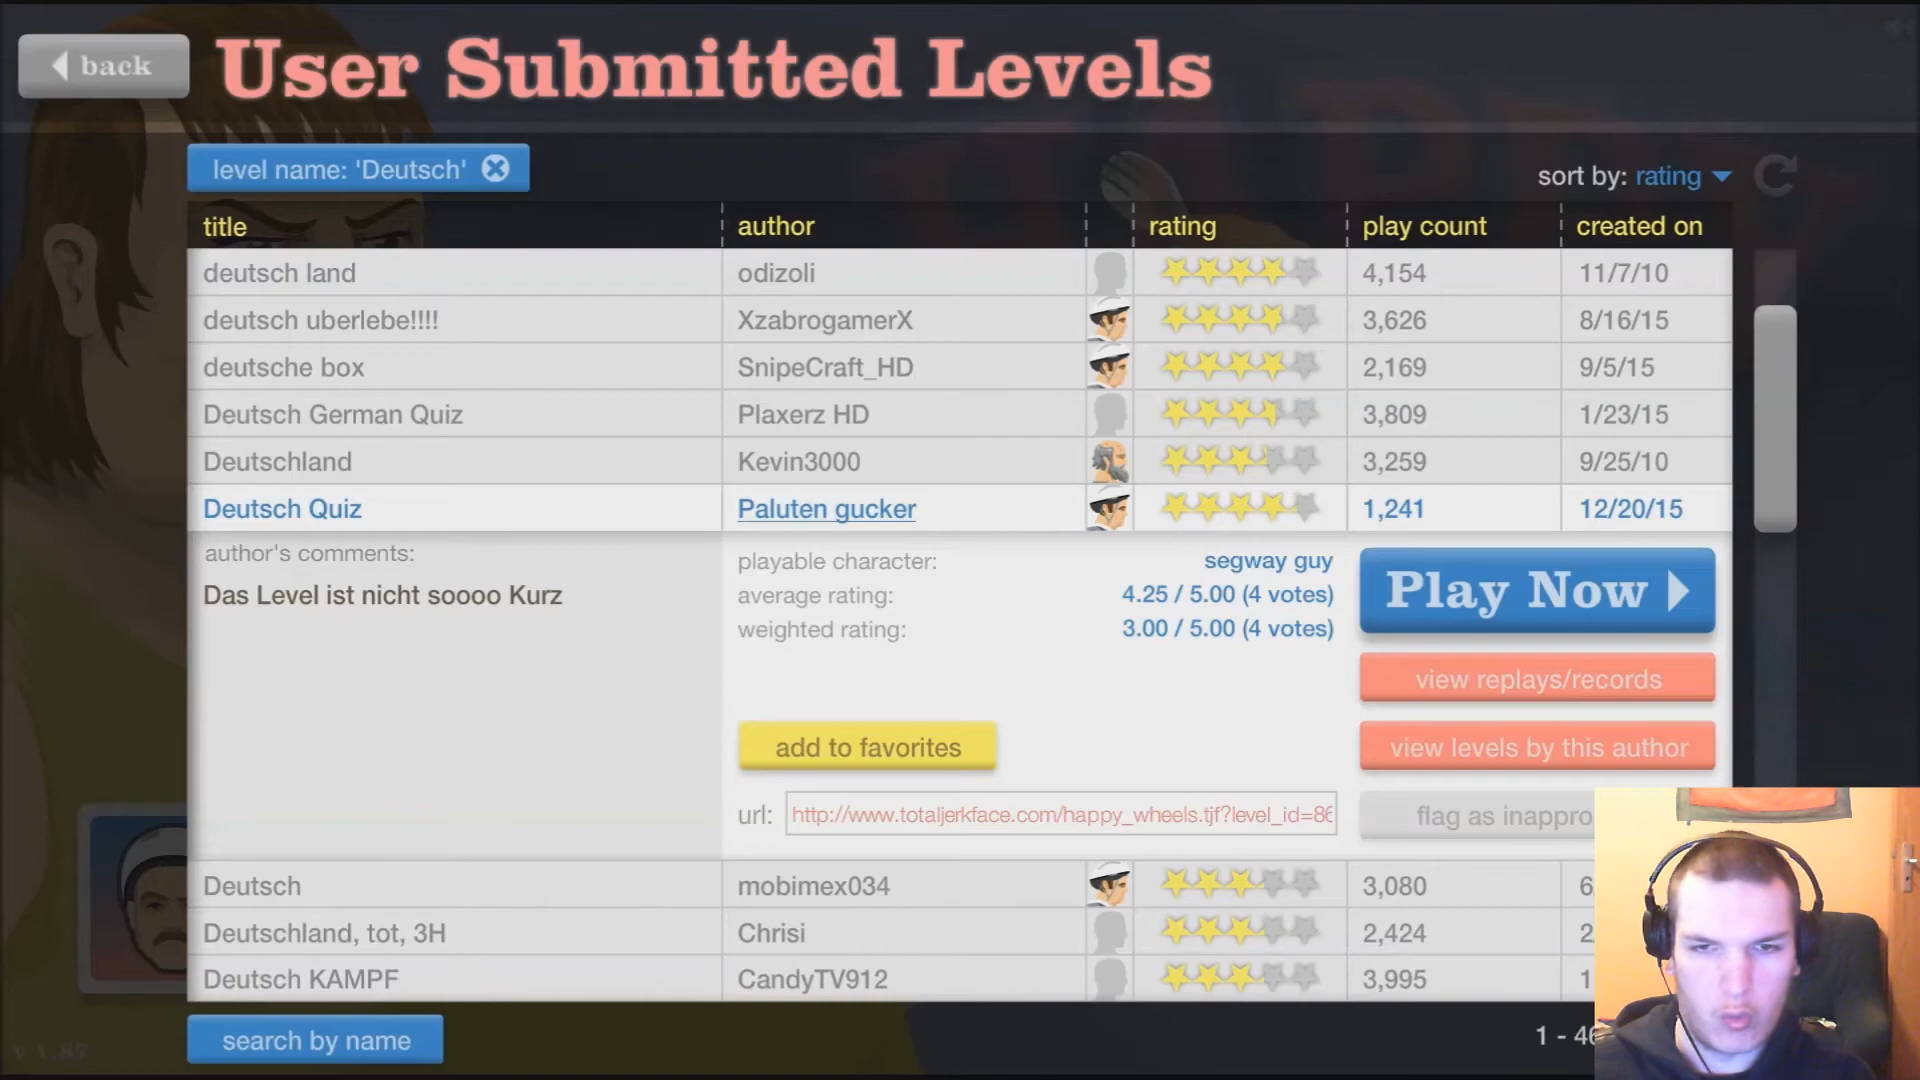 back
User Submitted Levels
level name: 'Deutsch'
sort by: rating
title author rating play count created on
deutsch land odizoli 4,154 11/7/10
deutsch uberlebe!!!! XzabrogamerX 3,626 8/16/15
deutsche box SnipeCraft_HD 2,169 9/5/15
Deutsch German Quiz Plaxerz HD 3,809 1/23/15
Deutschland Kevin3000 3,259 9/25/10
Deutsch Quiz Paluten gucker 1,241 12/20/15
author's comments:
Das Level ist nicht soooo Kurz
playable character: segway guy
average rating: 4.25 / 5.00 (4 votes)
weighted rating: 3.00 / 5.00 (4 votes)
Play Now
view replays/records
add to favorites
view levels by this author
url: http://www.totaljerkface.com/happy_wheels.tjf?level_id=86
flag as inappro
Deutsch mobimex034 3,080 6
Deutschland, tot, 3H Chrisi 2,424 2
Deutsch KAMPF CandyTV912 3,995 1
search by name
1 - 46
v 1.87